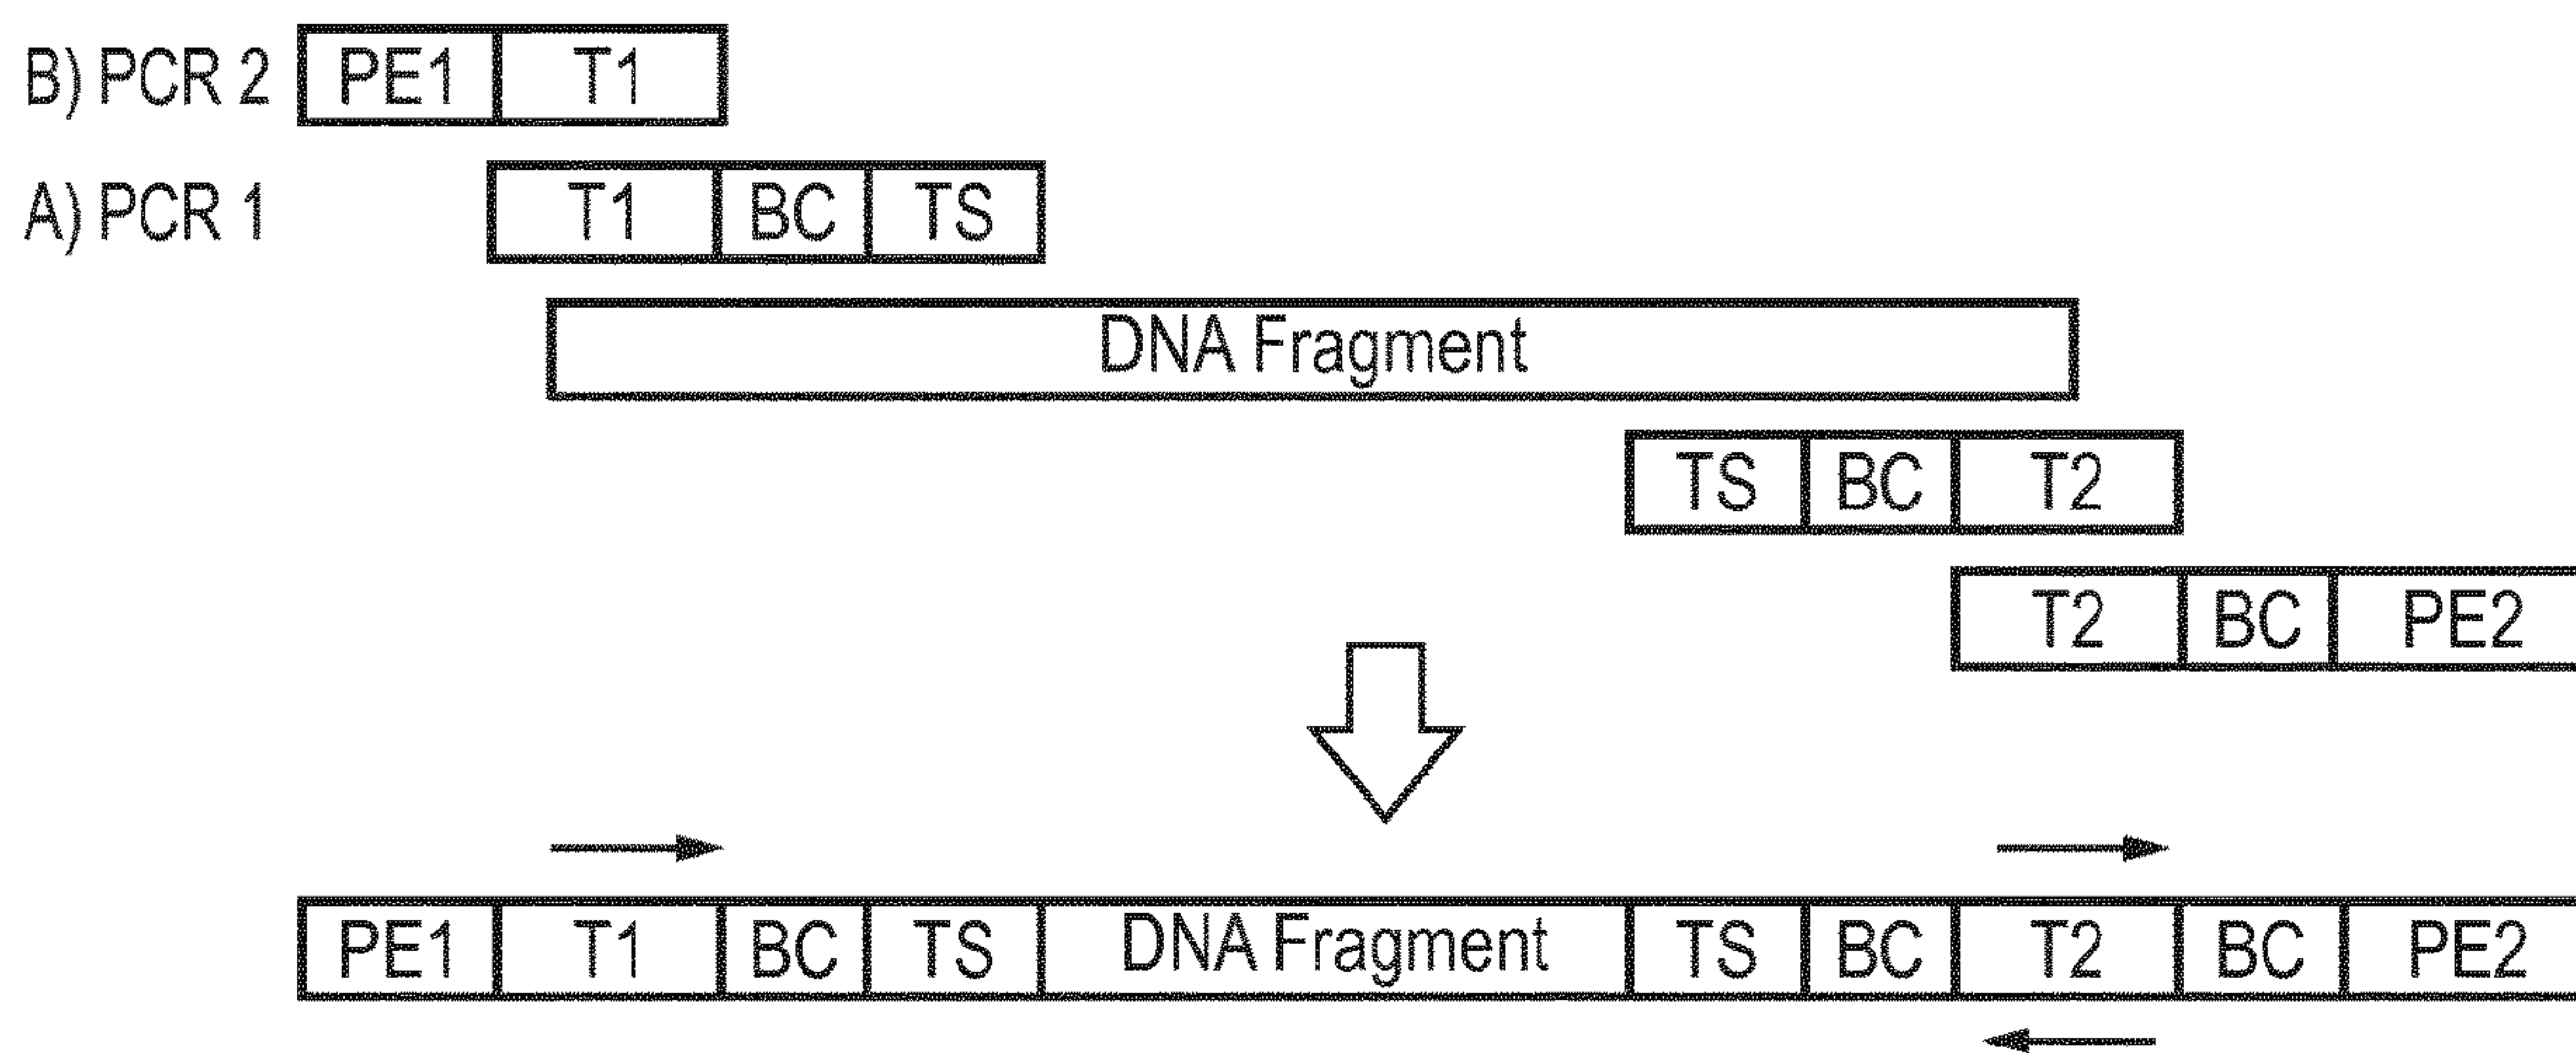 B) PCR 2 PE1 T1
A) PCR 1 T1 BC TS
DNA Fragment
TS BC T2
T2 BC PE2
PE1 T1 BC TS DNA Fragment TS BC T2 BC PE2